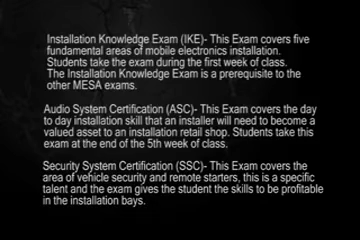 Installation Knowledge Exam (IKE)- This Exam covers five
fundamental areas of mobile electronics installation.
Students take the exam during the first week of class.
The Installation Knowledge Exam is a prerequisite to the
other MESA exams.
Audio System Certification (ASC)- This Exam covers the day
to day installation skill that an installer will need to become a
valued asset to an installation retail shop. Students take this
exam at the end of the 5th week of class.
Security System Certification (SSC)- This Exam covers the
area of vehicle security and remote starters, this is a specific
talent and the exam gives the student the skills to be profitable
in the installation bays.